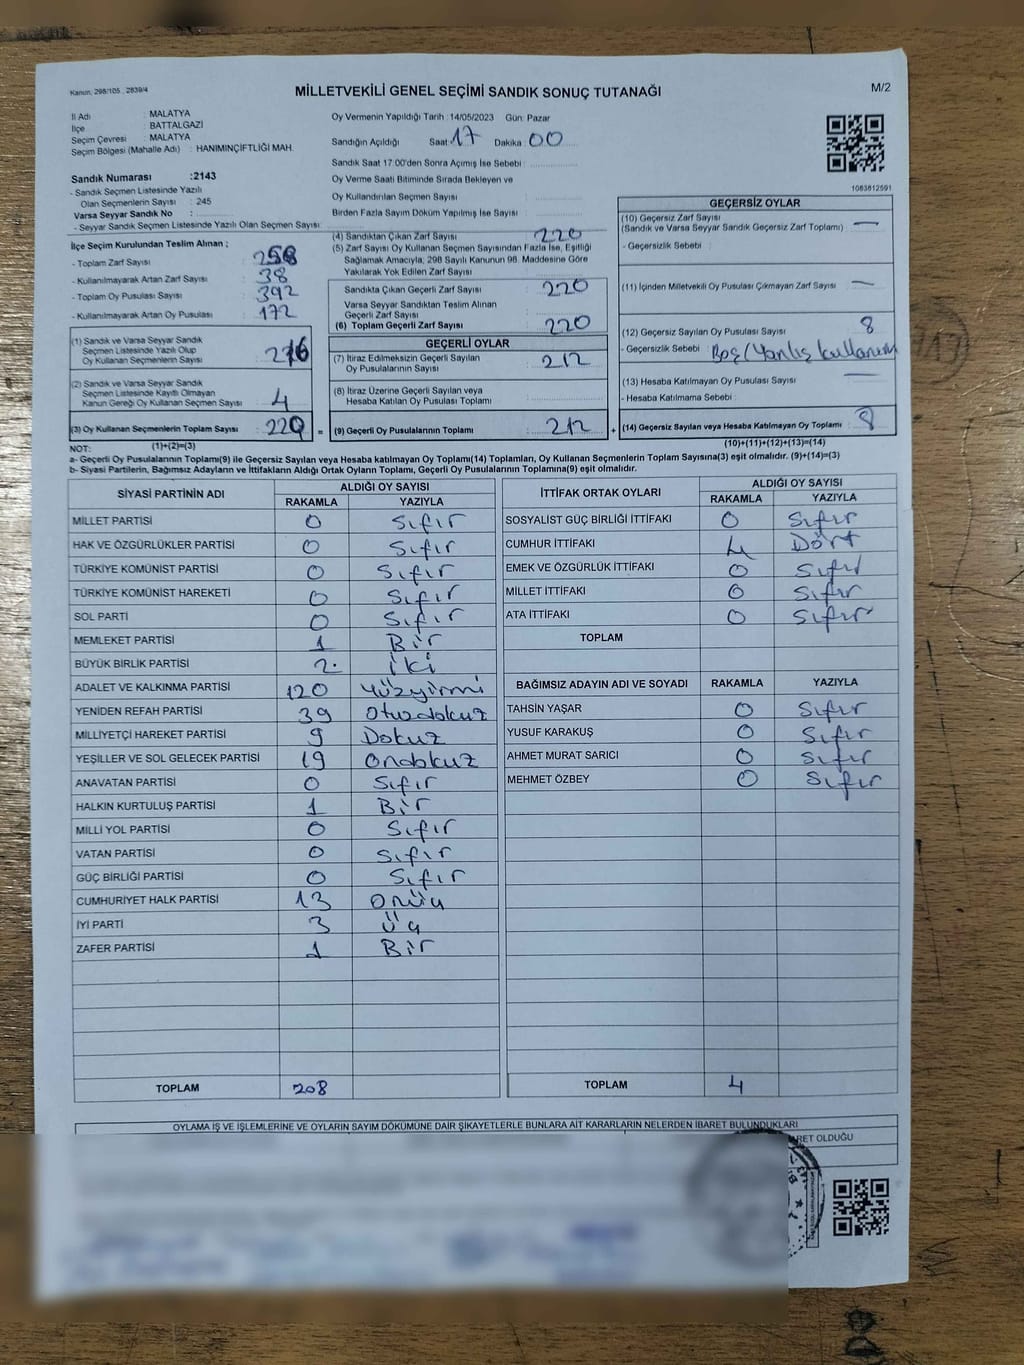 Kanun, 298/105 , 2839/4
MİLLETVEKİLİ GENEL SEÇİMİ SANDIK SONUÇ TUTANAĞI
M/2
İl Adı : MALATYA
İlçe : BATTALGAZİ
Seçim Çevresi : MALATYA
Seçim Bölgesi (Mahalle Adı) : HANIMINÇİFTLİĞİ MAH.
Oy Vermenin Yapıldığı Tarih : 14/05/2023 Gün: Pazar
Sandığın Açıldığı Saat 17 Dakika 00
Sandık Saat 17:00'den Sonra Açımış İse Sebebi :
Oy Verme Saati Bitiminde Sırada Bekleyen ve
Oy Kullandırılan Seçmen Sayısı
Birden Fazla Sayım Döküm Yapılmış İse Sayısı :
Sandık Numarası :2143
- Sandık Seçmen Listesinde Yazılı
Olan Seçmenlerin Sayısı : 245
Varsa Seyyar Sandık No :
- Seyyar Sandık Seçmen Listesinde Yazılı Olan Seçmen Sayısı :
1083812591
İlçe Seçim Kurulundan Teslim Alınan ;
- Toplam Zarf Sayısı : 258
- Kullanılmayarak Artan Zarf Sayısı : 38
- Toplam Oy Pusulası Sayısı : 392
- Kullanılmayarak Artan Oy Pusulası : 172
(1) Sandık ve Varsa Seyyar Sandık
Seçmen Listesinde Yazılı Olup
Oy Kullanan Seçmenlerin Sayısı 216
(2) Sandık ve Varsa Seyyar Sandık
Seçmen Listesinde Kayıtlı Olmayan
Kanun Gereği Oy Kullanan Seçmen Sayısı 4
(3) Oy Kullanan Seçmenlerin Toplam Sayısı 220 =
(1)+(2)=(3)
(4) Sandıktan Çıkan Zarf Sayısı 220
(5) Zarf Sayısı Oy Kullanan Seçmen Sayısından Fazla İse, Eşitliği
Sağlamak Amacıyla; 298 Sayılı Kanunun 98. Maddesine Göre
Yakılarak Yok Edilen Zarf Sayısı
Sandıkta Çıkan Geçerli Zarf Sayısı 220
Varsa Seyyar Sandıktan Teslim Alınan
Geçerli Zarf Sayısı
(6) Toplam Geçerli Zarf Sayısı 220
GEÇERLİ OYLAR
(7) İtiraz Edilmeksizin Geçerli Sayılan
Oy Pusulalarının Sayısı 212
(8) İtiraz Üzerine Geçerli Sayılan veya
Hesaba Katılan Oy Pusulası Toplamı
(9) Geçerli Oy Pusulalarının Toplamı 212 +
GEÇERSİZ OYLAR
(10) Geçersiz Zarf Sayısı
(Sandık ve Varsa Seyyar Sandık Geçersiz Zarf Toplamı) —
- Geçersizlik Sebebi :
(11) İçinden Milletvekili Oy Pusulası Çıkmayan Zarf Sayısı —
(12) Geçersiz Sayılan Oy Pusulası Sayısı 8
- Geçersizlik Sebebi : Boş/Yanlış kullanım
(13) Hesaba Katılmayan Oy Pusulası Sayısı —
- Hesaba Katılmama Sebebi :
(14) Geçersiz Sayılan veya Hesaba Katılmayan Oy Toplamı 8
(10)+(11)+(12)+(13)=(14)
NOT:
a- Geçerli Oy Pusulalarının Toplamı(9) ile Geçersiz Sayılan veya Hesaba Katılmayan Oy Toplamı(14) Toplamları, Oy Kullanan Seçmenlerin Toplam Sayısına(3) eşit olmalıdır. (9)+(14)=(3)
b- Siyasi Partilerin, Bağımsız Adayların ve İttifakların Aldığı Ortak Oyların Toplamı, Geçerli Oy Pusulalarının Toplamına(9) eşit olmalıdır.
SİYASİ PARTİNİN ADI ALDIĞI OY SAYISI
RAKAMLA YAZIYLA
MİLLET PARTİSİ 0 Sıfır
HAK VE ÖZGÜRLÜKLER PARTİSİ 0 Sıfır
TÜRKİYE KOMÜNİST PARTİSİ 0 Sıfır
TÜRKİYE KOMÜNİST HAREKETİ 0 Sıfır
SOL PARTİ 0 Sıfır
MEMLEKET PARTİSİ 1 Bir
BÜYÜK BİRLİK PARTİSİ 2. iki
ADALET VE KALKINMA PARTİSİ 120 Yüzyirmi
YENİDEN REFAH PARTİSİ 39 Otuzdokuz
MİLLİYETÇİ HAREKET PARTİSİ 9 Dokuz
YEŞİLLER VE SOL GELECEK PARTİSİ 19 Ondokuz
ANAVATAN PARTİSİ 0 Sıfır
HALKIN KURTULUŞ PARTİSİ 1 Bir
MİLLİ YOL PARTİSİ 0 Sıfır
VATAN PARTİSİ 0 Sıfır
GÜÇ BİRLİĞİ PARTİSİ 0 Sıfır
CUMHURİYET HALK PARTİSİ 13 Onüç
İYİ PARTİ 3 Üç
ZAFER PARTİSİ 1 Bir
TOPLAM 208
İTTİFAK ORTAK OYLARI ALDIĞI OY SAYISI
RAKAMLA YAZIYLA
SOSYALİST GÜÇ BİRLİĞİ İTTİFAKI 0 Sıfır
CUMHUR İTTİFAKI 4 Dört
EMEK VE ÖZGÜRLÜK İTTİFAKI 0 Sıfır
MİLLET İTTİFAKI 0 Sıfır
ATA İTTİFAKI 0 Sıfır
TOPLAM
BAĞIMSIZ ADAYIN ADI VE SOYADI RAKAMLA YAZIYLA
TAHSİN YAŞAR 0 Sıfır
YUSUF KARAKUŞ 0 Sıfır
AHMET MURAT SARICI 0 Sıfır
MEHMET ÖZBEY 0 Sıfır
TOPLAM 4
OYLAMA İŞ VE İŞLEMLERİNE VE OYLARIN SAYIM DÖKÜMÜNE DAİR ŞİKAYETLERLE BUNLARA AİT KARARLARIN NELERDEN İBARET BULUNDUKLARI
OLDUĞU